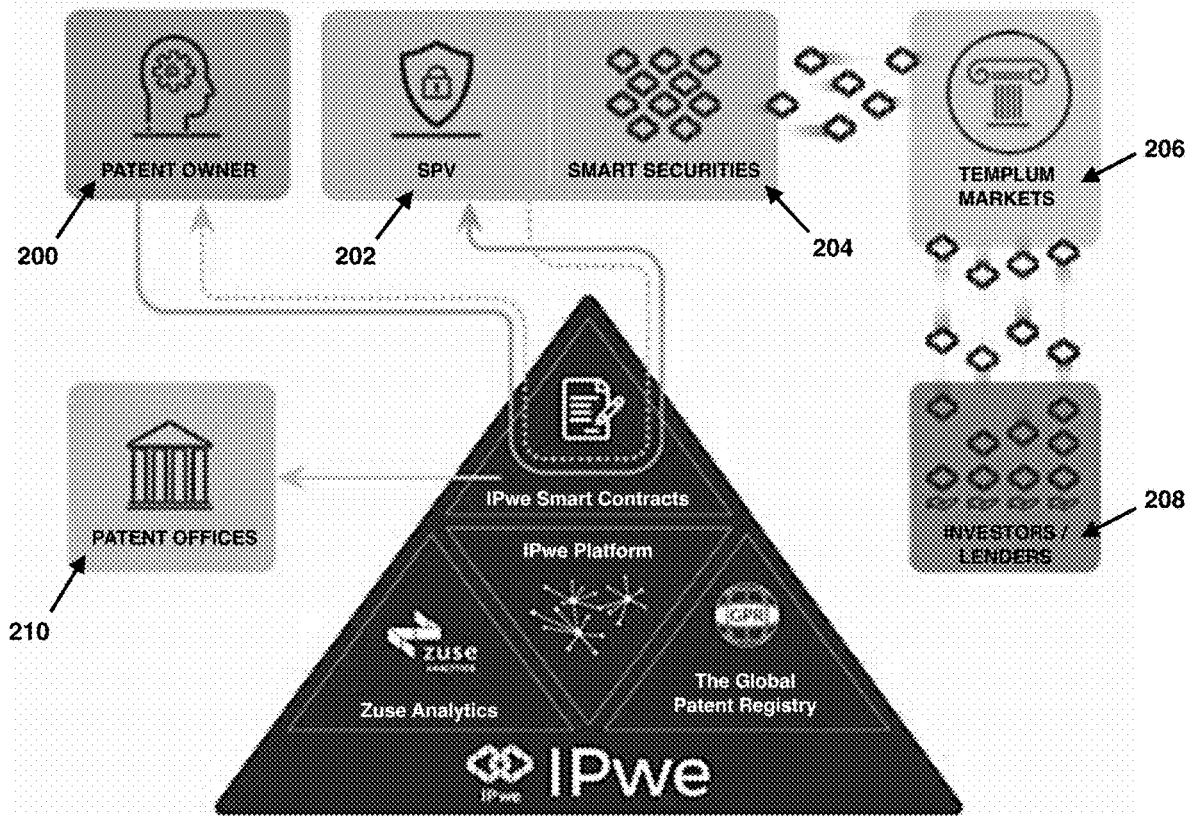 PATENT OWNER
200
SPV
202
SMART SECURITIES
204
TEMPLUM
MARKETS
206
INVESTORS /
LENDERS
208
PATENT OFFICES
210
IPwe Smart Contracts
IPwe Platform
zuse
ANALYTICS
Zuse Analytics
The Global
Patent Registry
IPwe
IPwe